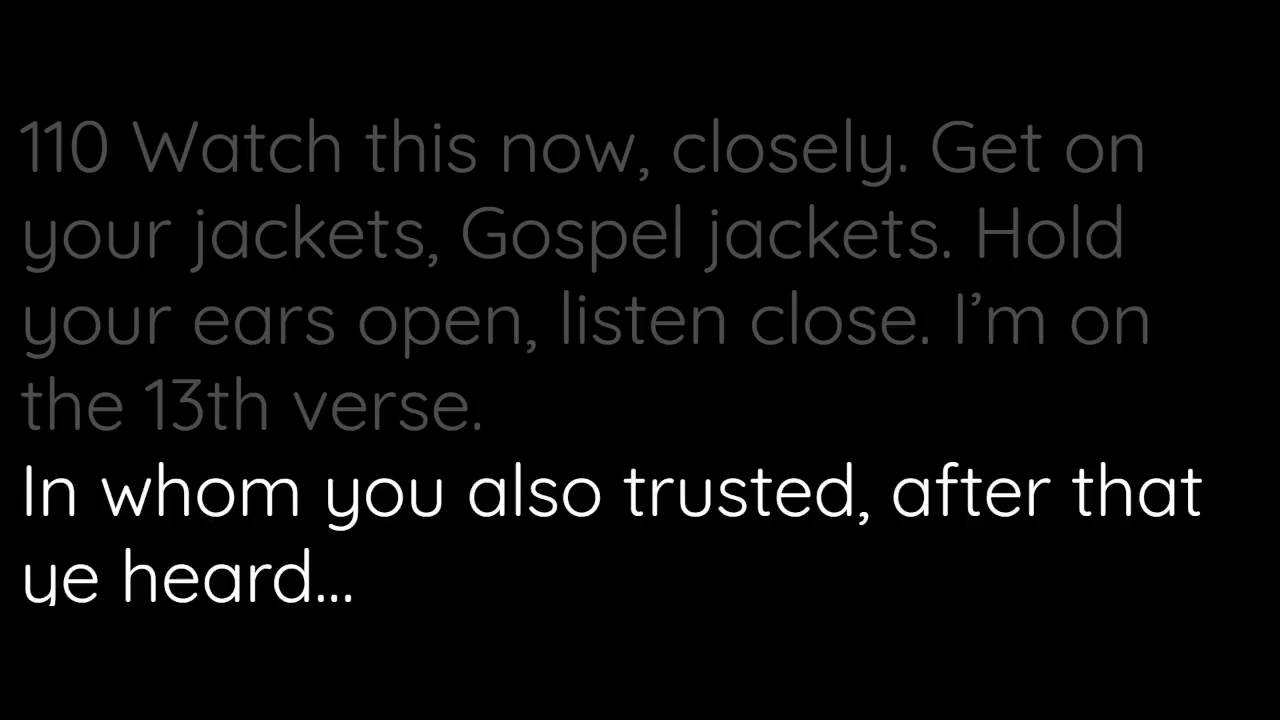 110 Watch this now, closely. Get on
your jackets, Gospel jackets. Hold
your ears open, listen close. I’m on
the 13th verse.
In whom you also trusted, after that
ye heard...